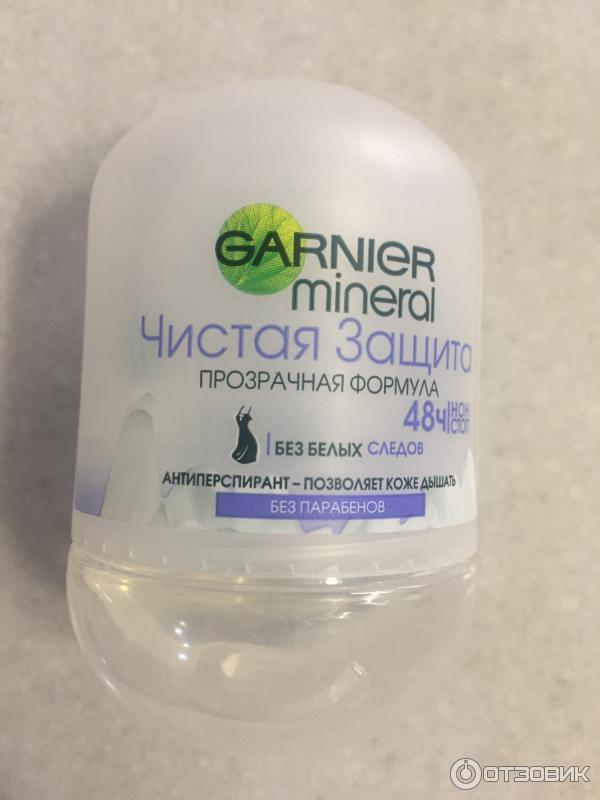 GARNIER
mineral
Чистая Защита
ПРОЗРАЧНАЯ ФОРМУЛА
48ч НОН СТОП
БЕЗ БЕЛЫХ СЛЕДОВ
АНТИПЕРСПИРАНТ – ПОЗВОЛЯЕТ КОЖЕ ДЫШАТЬ
БЕЗ ПАРАБЕНОВ
ОТЗОВИК